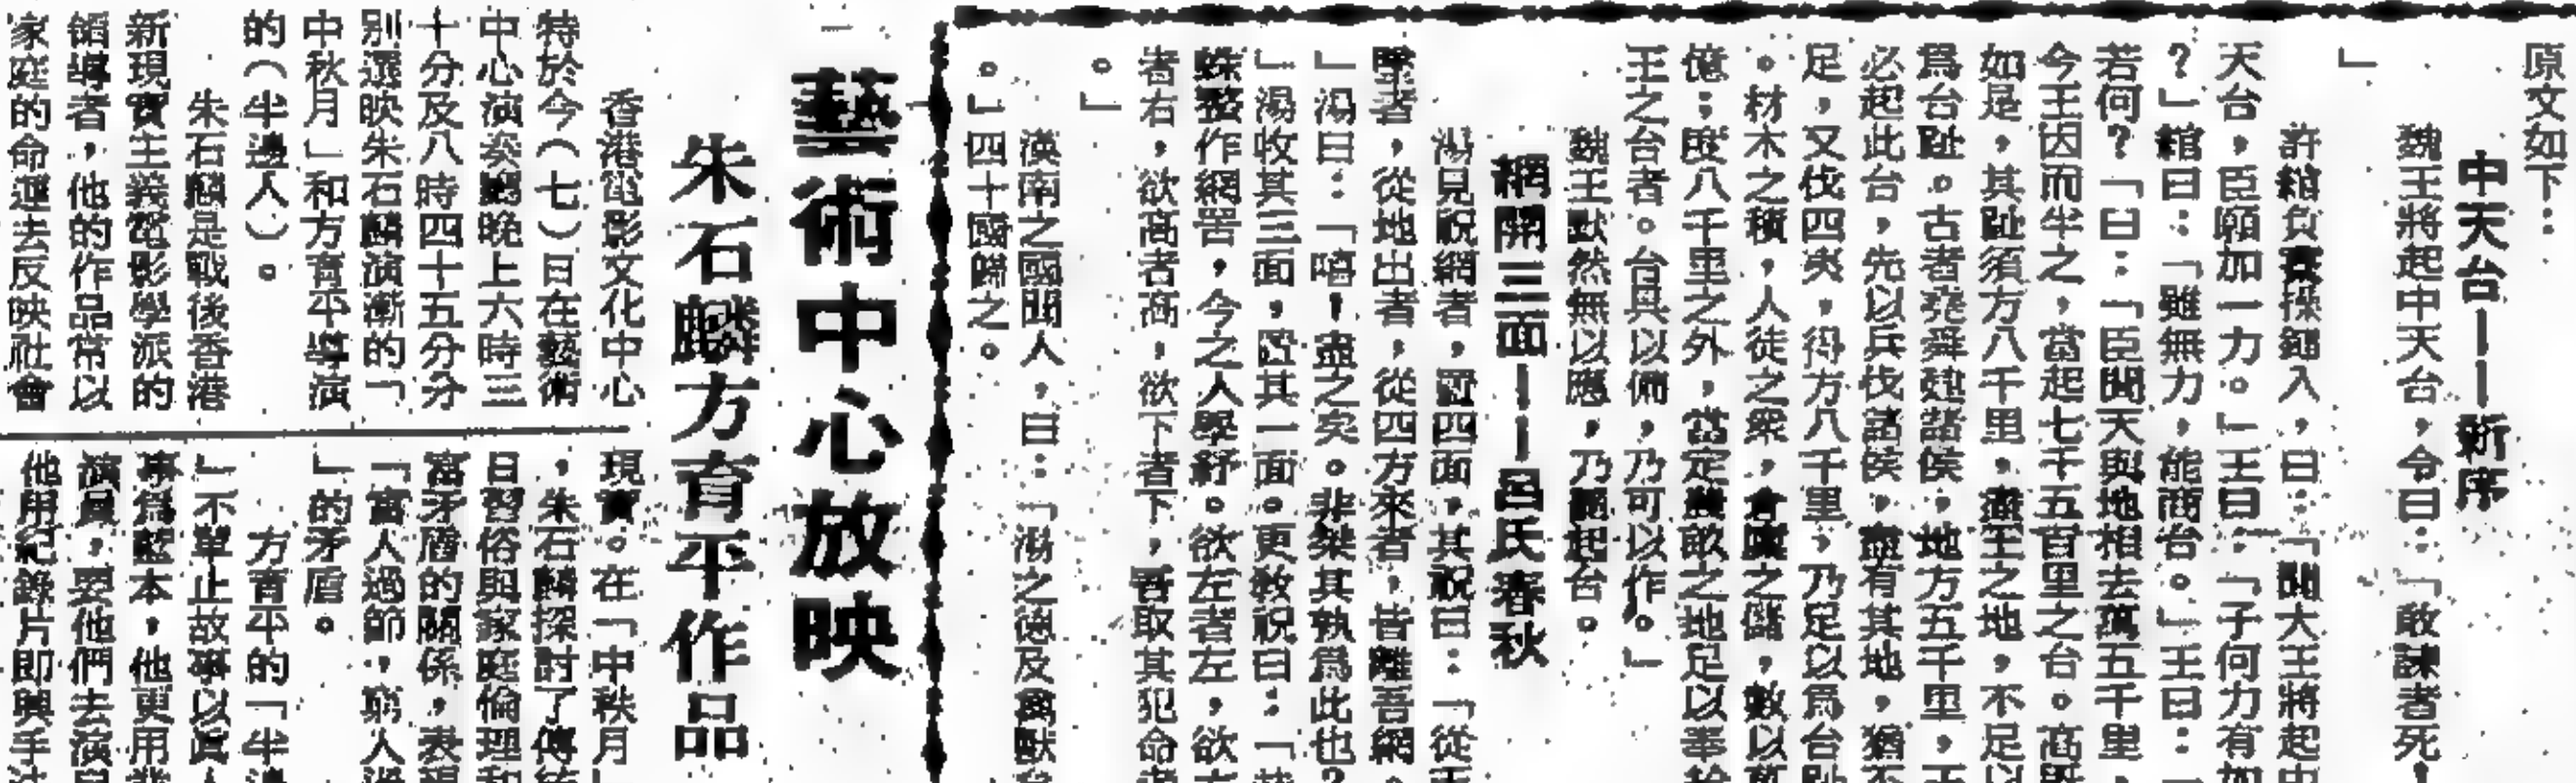 原文如下：
中天台——新序
魏王將起中天台，令曰：「敢諫者死，
」
許綰負蔂操鍤入，曰：「聞大王將起中
天台，臣願加一力。」王曰：「子何力有加
？」綰曰：「雖無力，能商台。」王曰：「
若何？「曰：「臣聞天與地相去萬五千里，
今王因而半之，當起七千五百里之台。高既
如是，其趾須方八千里，盡王之地，不足以
爲台趾。古者堯舜建諸侯，地方五千里，王
必起此台，先以兵伐諸侯，盡有其地，猶不
足，又伐四夷，得方八千里，乃足以爲台趾
。材木之積，人徒之衆，倉廩之儲，數以萬
億；度八千里之外，當定農畝之地足以奉給
王之台者。台具以備，乃可以作。」
魏王默然無以應，乃罷起台。
網開三面——呂氏春秋
湯見祝網者，置四面，其祝曰：「從天
墜者，從地出者，從四方來者，皆離吾網。
」湯曰：「嘻！盡之矣。非桀其孰爲此也？
」湯收其三面，置其一面。更敎祝曰：「昔
蛛蝥作網罟，今之人學紓。欲左者左，欲右
者右，欲高者高，欲下者下，吾取其犯命者
。」
漢南之國聞人，曰：「湯之德及禽獸矣
。」四十國歸之。
藝術中心放映
朱石麟方育平作品
香港電影文化中心
特於今（七）日在藝術
中心演奏廳晚上六時三
十分及八時四十五分分
別選映朱石麟演漸的「
中秋月」和方育平導演
的（半邊人）。
朱石麟是戰後香港
新現實主義電影學派的
領導者，他的作品常以
家庭的命運去反映社會
現實。在「中秩月」
，朱石麟探討了傳統
日習俗與家庭倫理和
富矛盾的關係，表現
「富人過節，窮人過
」的矛盾。
方育平的「半邊
」不單止故事以眞人
事爲藍本，他更用非
演員，要他們去演自
他用紀錄片即興手法